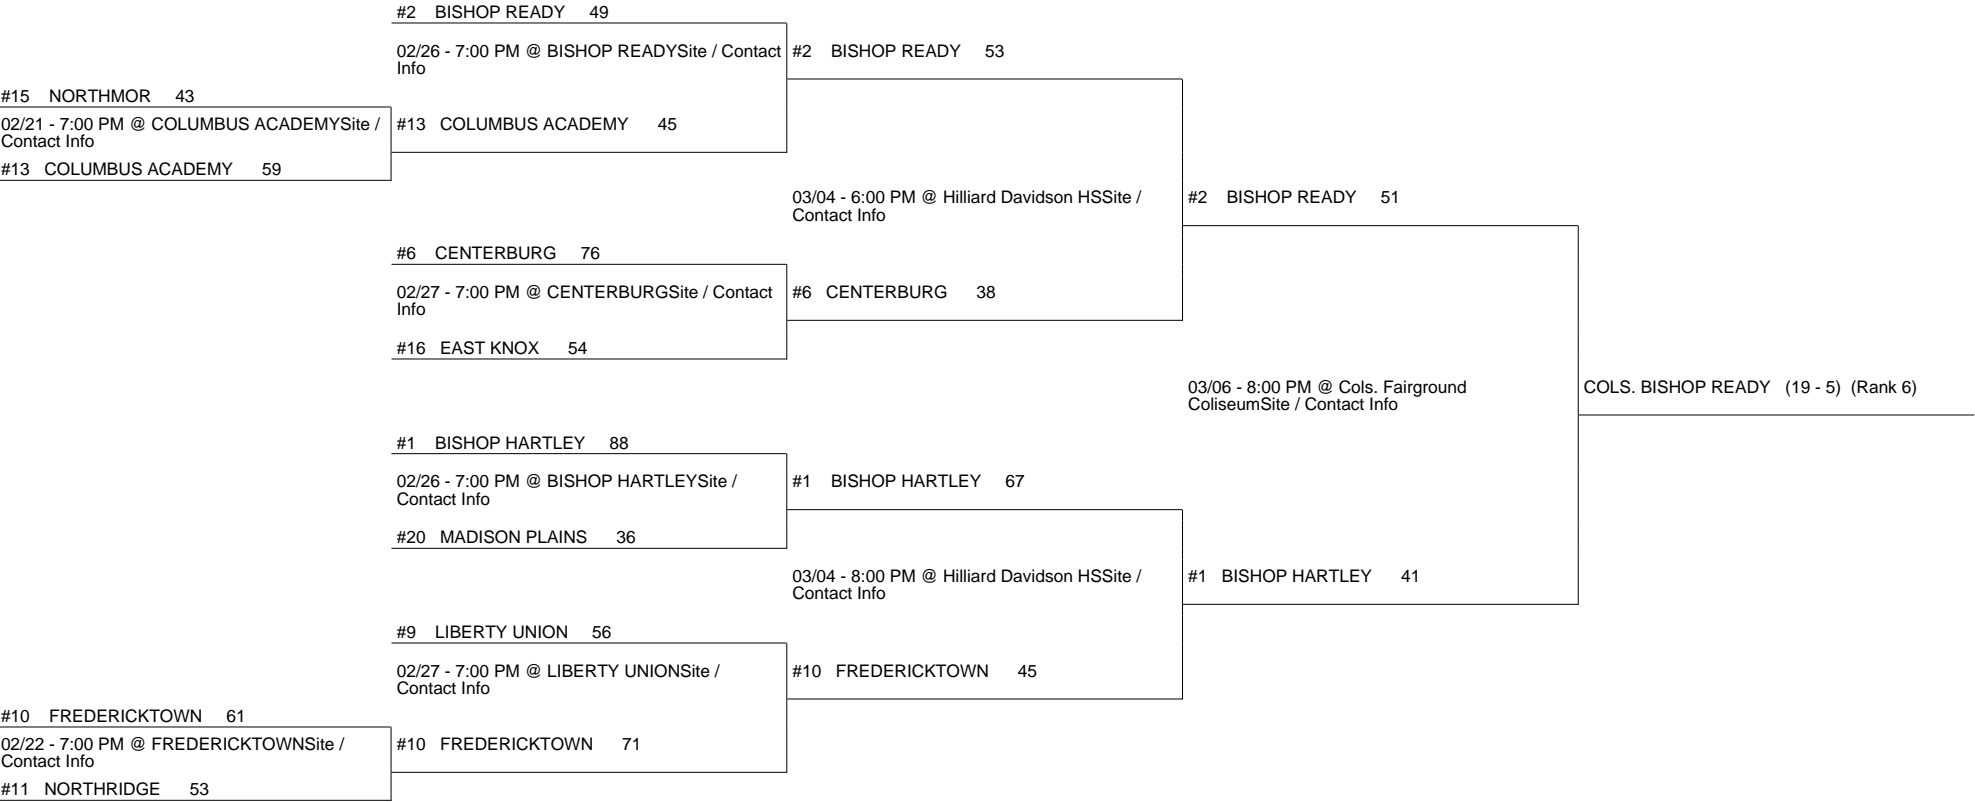 #2 BISHOP READY 49
02/26 - 7:00 PM @ BISHOP READYSite / Contact
Info
#2 BISHOP READY 53
#15 NORTHMOR 43
02/21 - 7:00 PM @ COLUMBUS ACADEMYSite /
Contact Info
#13 COLUMBUS ACADEMY 59
#13 COLUMBUS ACADEMY 45
03/04 - 6:00 PM @ Hilliard Davidson HSSite /
Contact Info
#2 BISHOP READY 51
#6 CENTERBURG 76
02/27 - 7:00 PM @ CENTERBURGSite / Contact
Info
#6 CENTERBURG 38
#16 EAST KNOX 54
03/06 - 8:00 PM @ Cols. Fairground
ColiseumSite / Contact Info
COLS. BISHOP READY (19 - 5) (Rank 6)
#1 BISHOP HARTLEY 88
02/26 - 7:00 PM @ BISHOP HARTLEYSite /
Contact Info
#1 BISHOP HARTLEY 67
#20 MADISON PLAINS 36
03/04 - 8:00 PM @ Hilliard Davidson HSSite /
Contact Info
#1 BISHOP HARTLEY 41
#9 LIBERTY UNION 56
02/27 - 7:00 PM @ LIBERTY UNIONSite /
Contact Info
#10 FREDERICKTOWN 45
#10 FREDERICKTOWN 61
02/22 - 7:00 PM @ FREDERICKTOWNSite /
Contact Info
#11 NORTHRIDGE 53
#10 FREDERICKTOWN 71